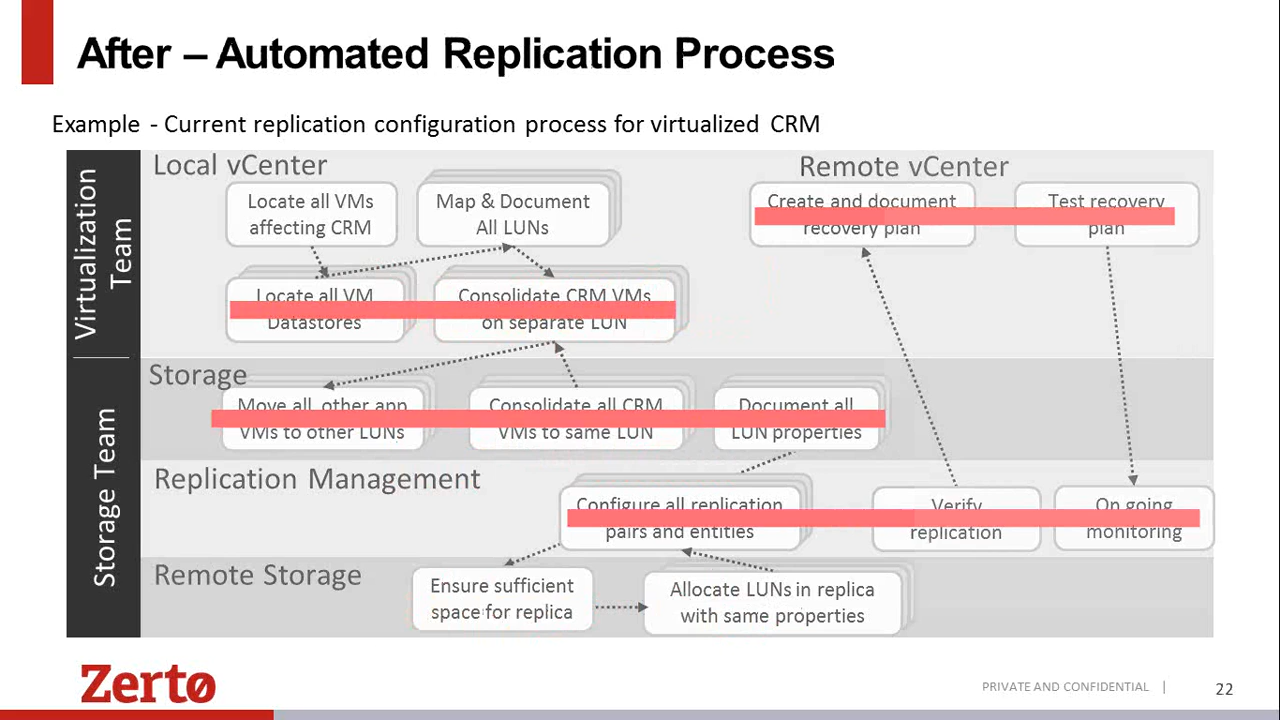 After – Automated Replication Process
Example - Current replication configuration process for virtualized CRM
Virtualization
Team
Local vCenter
Remote vCenter
Locate all VMs
affecting CRM
Map & Document
All LUNs
Create and document
recovery plan
Test recovery
plan
Locate all VM
Datastores
Consolidate CRM VMs
on separate LUN
Storage Team
Storage
Move all other app
VMs to other LUNs
Consolidate all CRM
VMs to same LUN
Document all
LUN properties
Replication Management
Configure all replication
pairs and entities
Verify
replication
On going
monitoring
Remote Storage
Ensure sufficient
space for replica
Allocate LUNs in replica
with same properties
Zerto
PRIVATE AND CONFIDENTIAL |
22